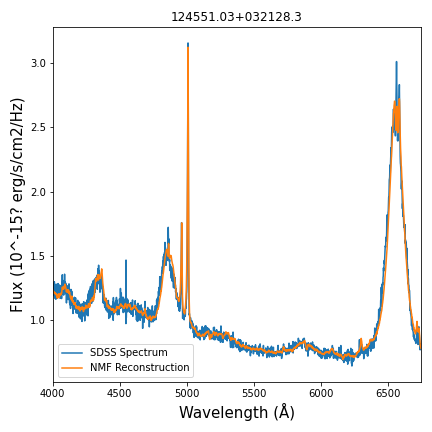 124551.03+032128.3
Flux (10^-15? erg/s/cm2/Hz)
3.0
2.5
2.0
1.5
1.0
SDSS Spectrum
NMF Reconstruction
4000 4500 5000 5500 6000 6500
Wavelength (Å)